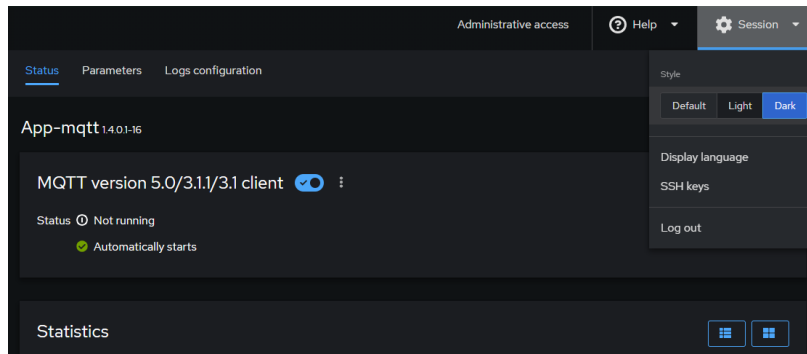 Administrative access
Help
Session
Status Parameters Logs configuration
Style
Default Light Dark
App-mqtt 1.4.0.1-16
Display language
MQTT version 5.0/3.1.1/3.1 client
SSH keys
Status Not running
Log out
Automatically starts
Statistics